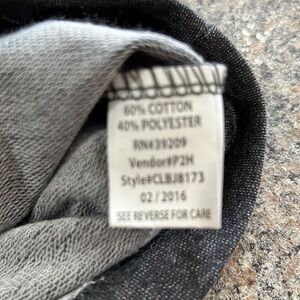 60% COTTON
40% POLYESTER
RN#39209
Vendor#P2H
Style#CLBJ8173
02 / 2016
SEE REVERSE FOR CARE